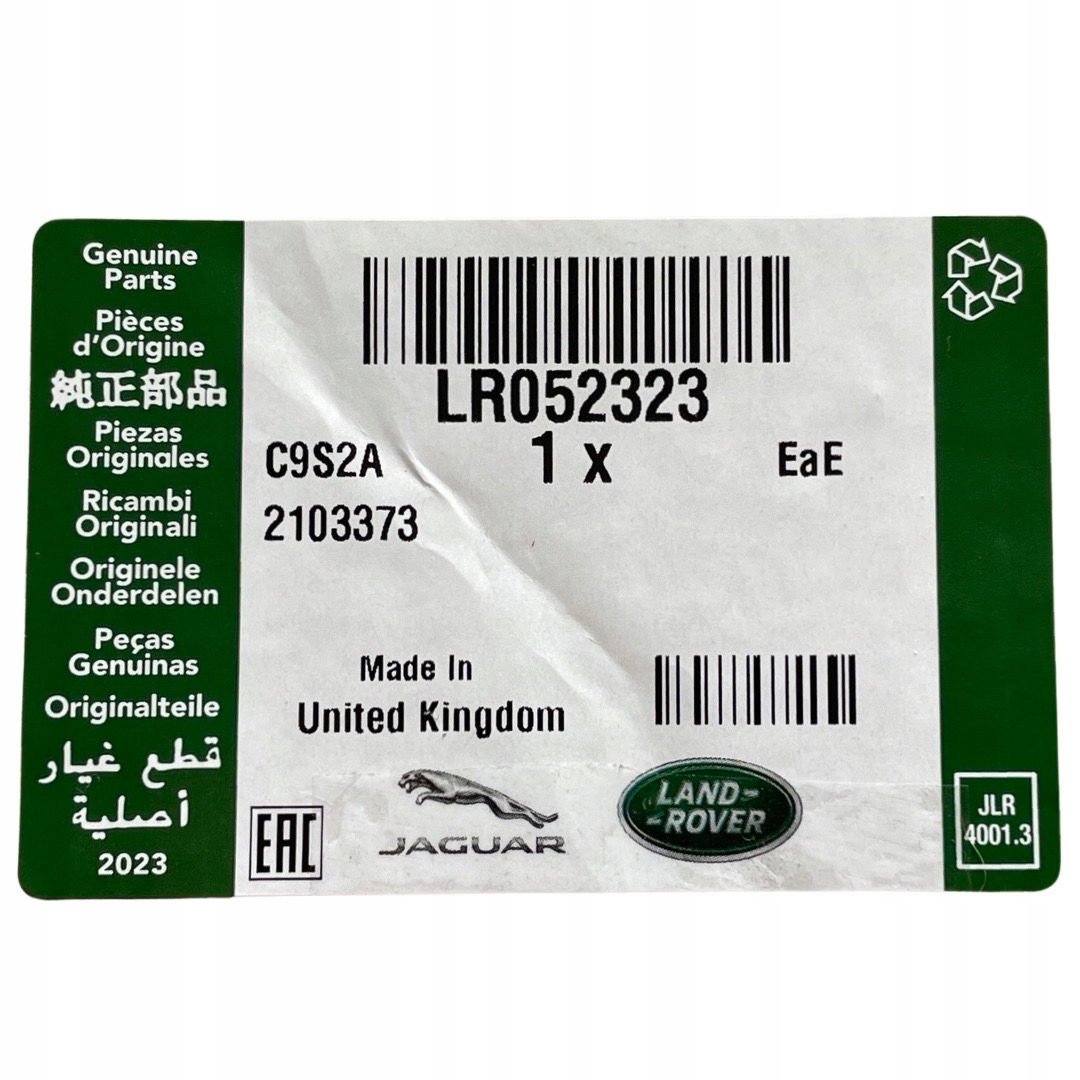 Genuine
Parts
Pièces
d'Origine
純正部品
Piezas
Originales
Ricambi
Originali
Originele
Onderdelen
Peças
Genuinas
Originalteile
قطع غيار
أصلية
2023
LR052323
1 x
C9S2A
EaE
2103373
Made In
United Kingdom
EAC
JAGUAR
LAND-
-ROVER
JLR
4001.3